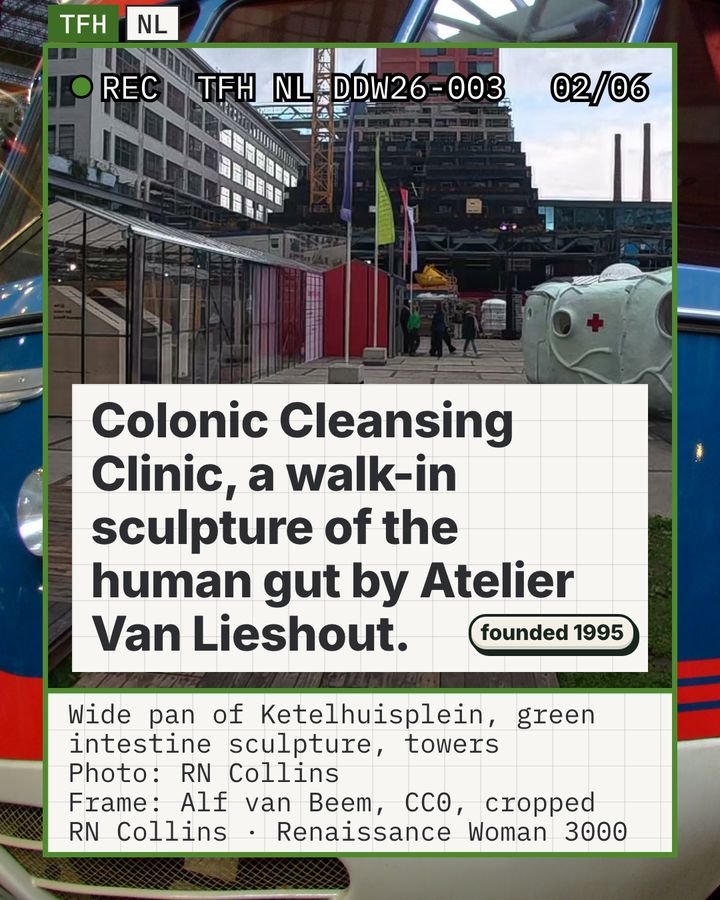 TFH NL
REC TFH NL DDW26-003 02/06
Colonic Cleansing
Clinic, a walk-in
sculpture of the
human gut by Atelier
Van Lieshout.
founded 1995
Wide pan of Ketelhuisplein, green
intestine sculpture, towers
Photo: RN Collins
Frame: Alf van Beem, CC0, cropped
RN Collins · Renaissance Woman 3000